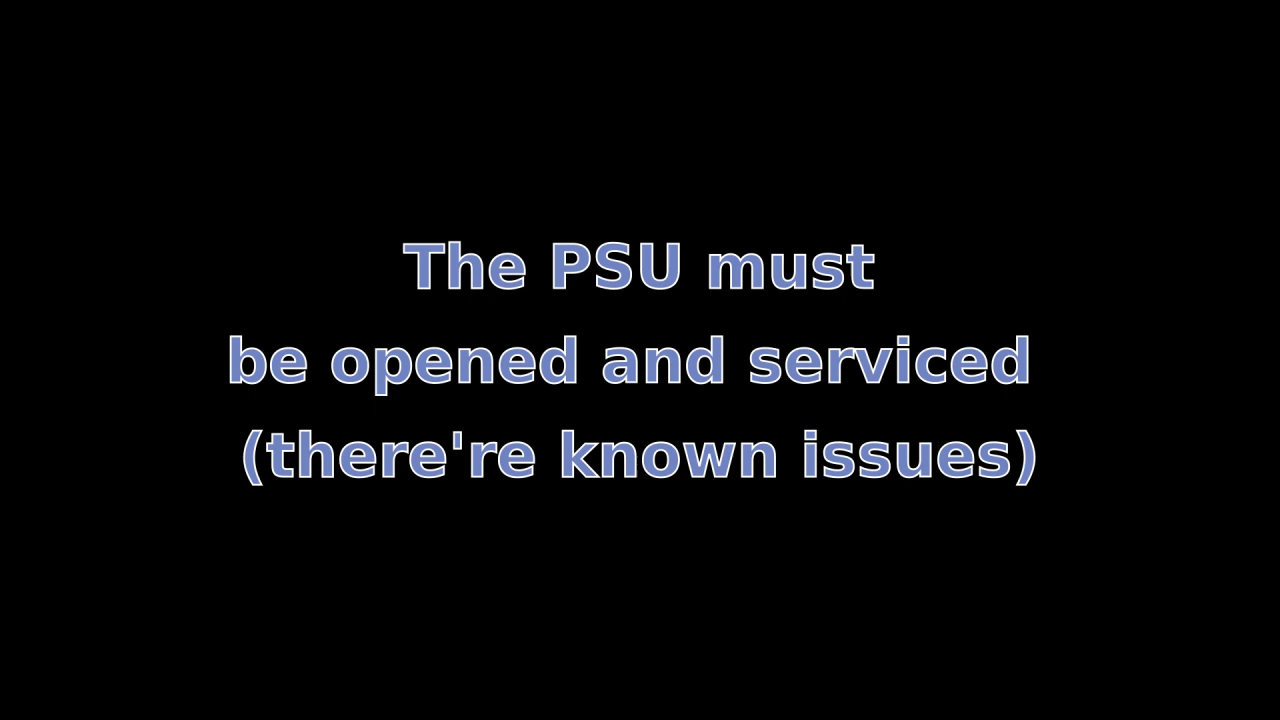 The PSU must
be opened and serviced
(there're known issues)